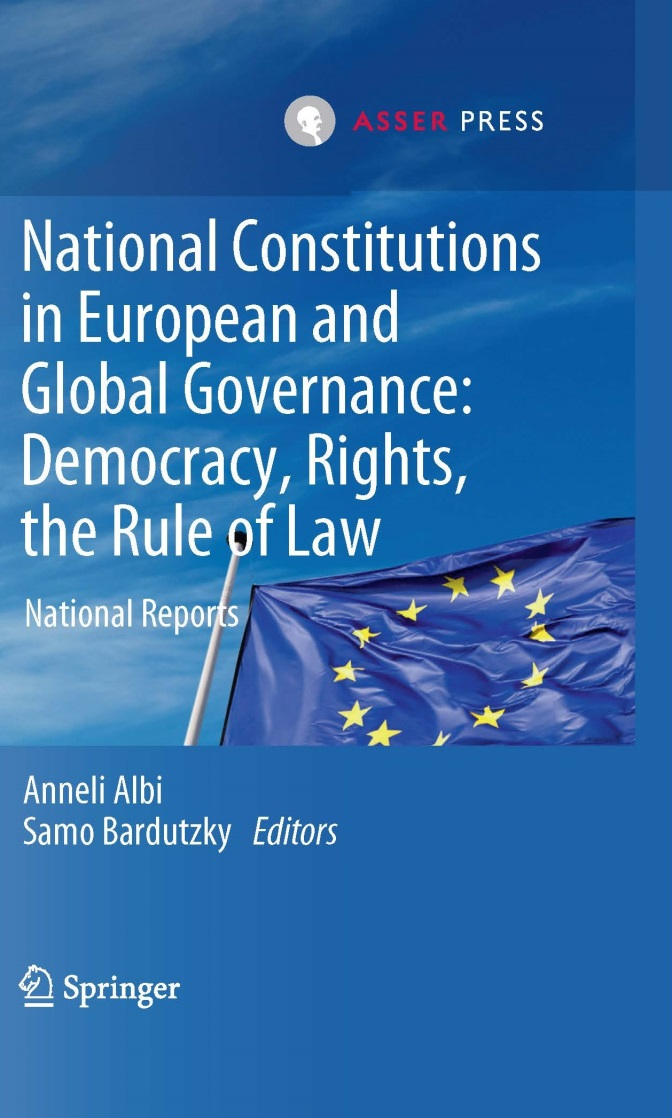 ASSER PRESS
National Constitutions
in European and
Global Governance:
Democracy, Rights,
the Rule of Law
National Reports
Anneli Albi
Samo Bardutzky Editors
Springer